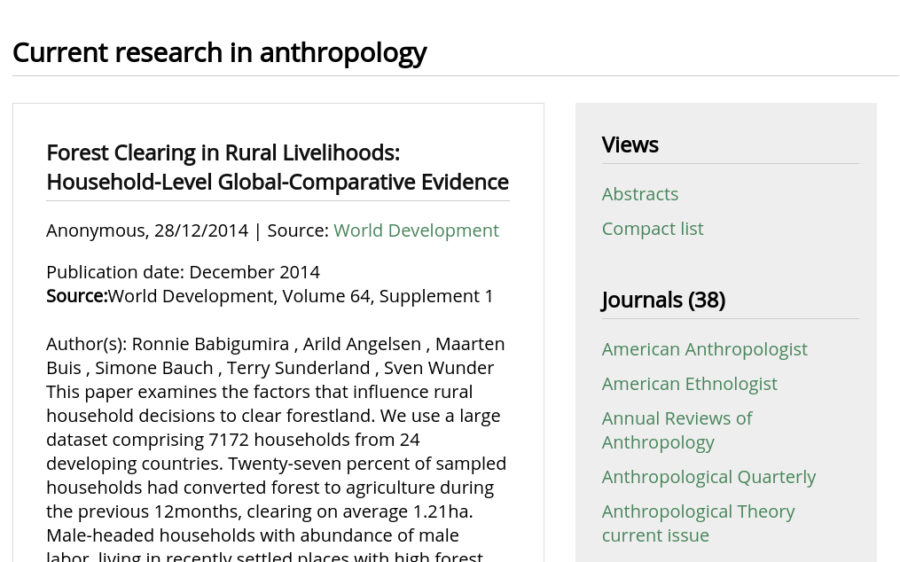 Current research in anthropology
Forest Clearing in Rural Livelihoods:
Household-Level Global-Comparative Evidence
Anonymous, 28/12/2014 | Source: World Development
Publication date: December 2014
Source:World Development, Volume 64, Supplement 1
Author(s): Ronnie Babigumira , Arild Angelsen , Maarten
Buis , Simone Bauch , Terry Sunderland , Sven Wunder
This paper examines the factors that influence rural
household decisions to clear forestland. We use a large
dataset comprising 7172 households from 24
developing countries. Twenty-seven percent of sampled
households had converted forest to agriculture during
the previous 12months, clearing on average 1.21ha.
Male-headed households with abundance of male
labor, living in recently settled places with high forest
Views
Abstracts
Compact list
Journals (38)
American Anthropologist
American Ethnologist
Annual Reviews of
Anthropology
Anthropological Quarterly
Anthropological Theory
current issue